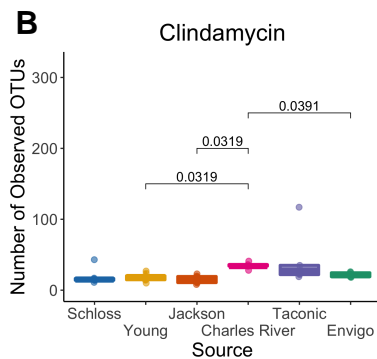 B
Clindamycin
Number of Observed OTUs
300
200
100
0
0.0391
0.0319
0.0319
Schloss
Young
Jackson
Charles River
Taconic
Envigo
Source